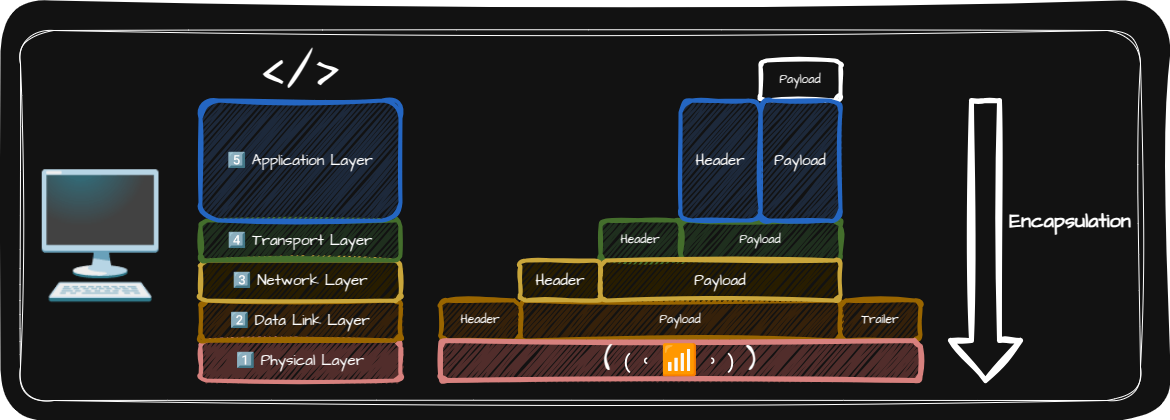 </>
Payload
5 Application Layer
Header
Payload
4 Transport Layer
Header
Payload
3 Network Layer
Header
Payload
2 Data Link Layer
Header
Payload
Trailer
1 Physical Layer
Encapsulation